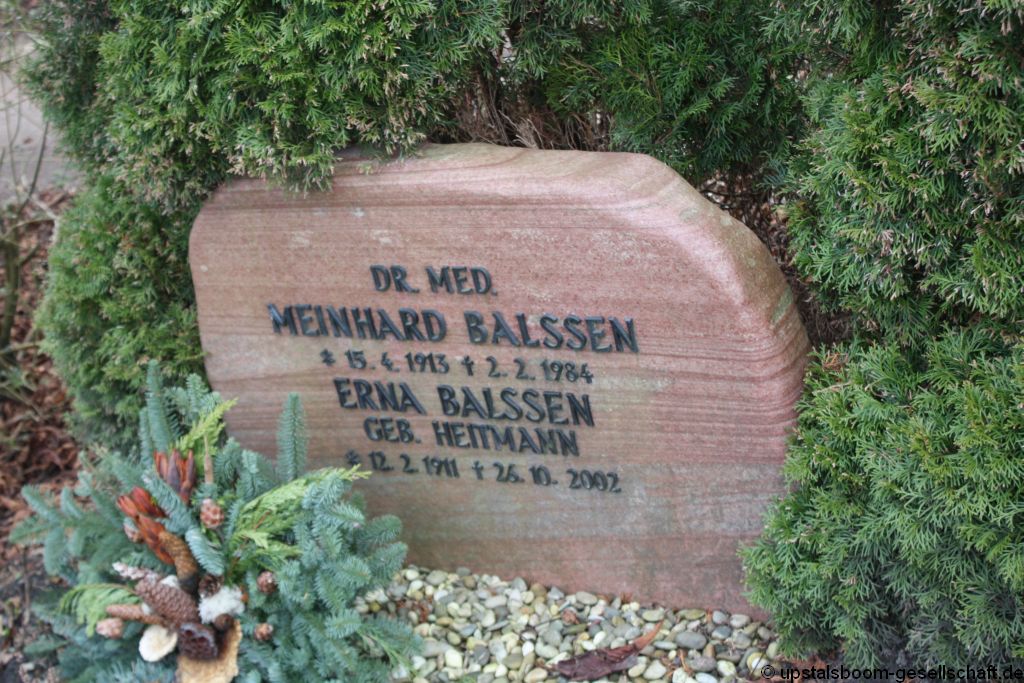 DR. MED.
MEINHARD BALSSEN
* 15. 4. 1913 † 2. 2. 1984
ERNA BALSSEN
GEB. HEITMANN
* 12. 2. 1911 † 26. 10. 2002
© upstalsboom-gesellschaft.de